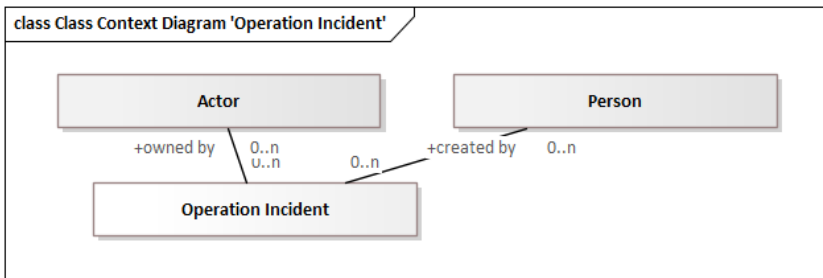 class Class Context Diagram 'Operation Incident'
Actor
Person
+owned by 0..n
+created by 0..n
0..n
0..n
Operation Incident